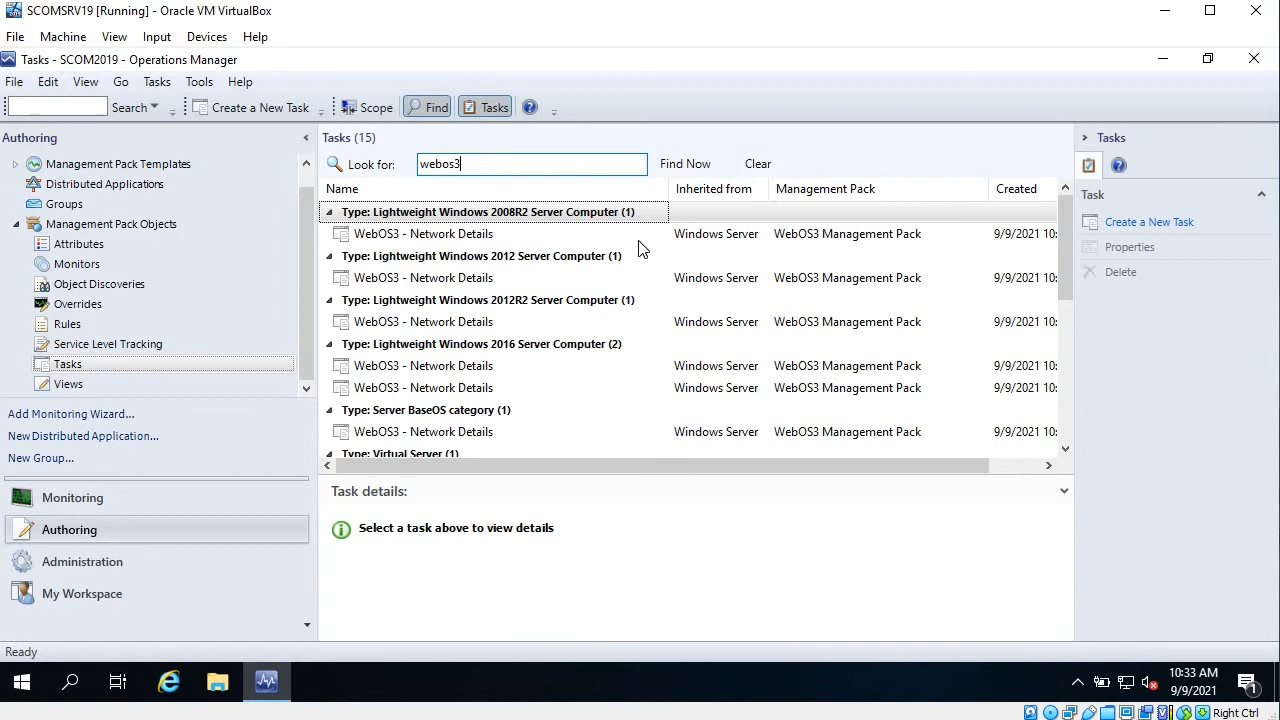 SCOMSRV19 [Running] - Oracle VM VirtualBox
File Machine View Input Devices Help
Tasks - SCOM2019 - Operations Manager
File Edit View Go Tasks Tools Help
Search Create a New Task Scope Find Tasks
Authoring
Management Pack Templates
Distributed Applications
Groups
Management Pack Objects
Attributes
Monitors
Object Discoveries
Overrides
Rules
Service Level Tracking
Tasks
Views
Add Monitoring Wizard...
New Distributed Application...
New Group...
Monitoring
Authoring
Administration
My Workspace
Tasks (15)
Look for: webos3 Find Now Clear
Name Inherited from Management Pack Created
Type: Lightweight Windows 2008R2 Server Computer (1)
WebOS3 - Network Details Windows Server WebOS3 Management Pack 9/9/2021 10:
Type: Lightweight Windows 2012 Server Computer (1)
WebOS3 - Network Details Windows Server WebOS3 Management Pack 9/9/2021 10:
Type: Lightweight Windows 2012R2 Server Computer (1)
WebOS3 - Network Details Windows Server WebOS3 Management Pack 9/9/2021 10:
Type: Lightweight Windows 2016 Server Computer (2)
WebOS3 - Network Details Windows Server WebOS3 Management Pack 9/9/2021 10:
WebOS3 - Network Details Windows Server WebOS3 Management Pack 9/9/2021 10:
Type: Server BaseOS category (1)
WebOS3 - Network Details Windows Server WebOS3 Management Pack 9/9/2021 10:
Type: Virtual Server (1)
Task details:
Select a task above to view details
Tasks
Task
Create a New Task
Properties
Delete
Ready
10:33 AM
9/9/2021
1
Right Ctrl